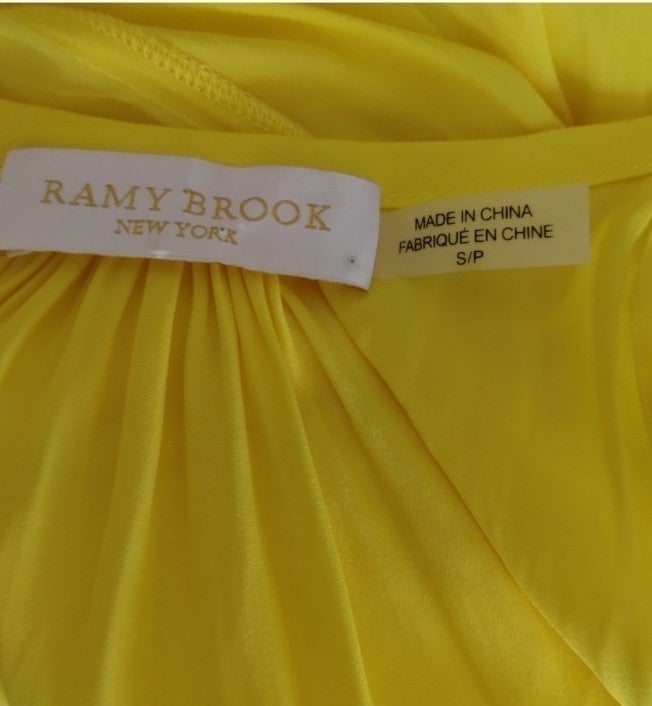 RAMY BROOK
NEW YORK
MADE IN CHINA
FABRIQUÉ EN CHINE
S/P